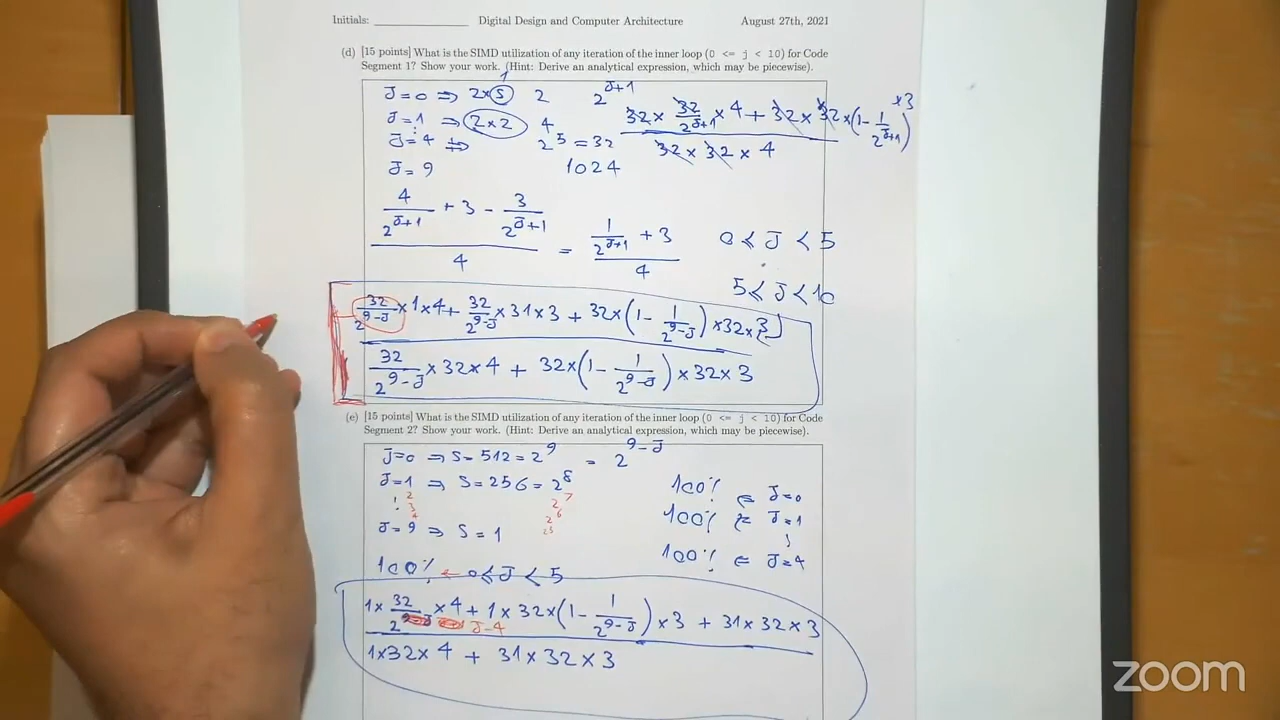 Initials: Digital Design and Computer Architecture August 27th, 2021
(d) [15 points] What is the SIMD utilization of any iteration of the inner loop (0 <= j < 10) for Code
Segment 1? Show your work. (Hint: Derive an analytical expression, which may be piecewise).
J=0 ⇒ 2×S 1 2 2^(J+1)
J=1 ⇒ 2×2 4
J=4 ⇒ 2^5 = 32
J=9 1024
(32 × 32/2^(J+1) × 4 + 32 × 32 × (1 - 1/2^(J+1)) × 3) / (32 × 32 × 4)
(4/2^(J+1) + 3 - 3/2^(J+1)) / 4 = (1/2^(J+1) + 3) / 4 0 ≤ J < 5
5 ≤ J < 10
(32/2^(9-J) × 1 × 4 + 32/2^(9-J) × 31 × 3 + 32 × (1 - 1/2^(9-J)) × 32 × 3) / (32/2^(9-J) × 32 × 4 + 32 × (1 - 1/2^(9-J)) × 32 × 3)
(e) [15 points] What is the SIMD utilization of any iteration of the inner loop (0 <= j < 10) for Code
Segment 2? Show your work. (Hint: Derive an analytical expression, which may be piecewise).
J=0 ⇒ S=512=2^9 = 2^(9-J)
J=1 ⇒ S=256=2^8
2 3 4 2^7 2^6 2^5
J=9 ⇒ S=1
100% ⇐ J=0
100% ⇐ J=1
100% ⇐ J=4
100% ← 0 ≤ J < 5
(1 × 32/2^(J-4) × 4 + 1 × 32 × (1 - 1/2^(9-J)) × 3 + 31 × 32 × 3) / (1 × 32 × 4 + 31 × 32 × 3)
zoom